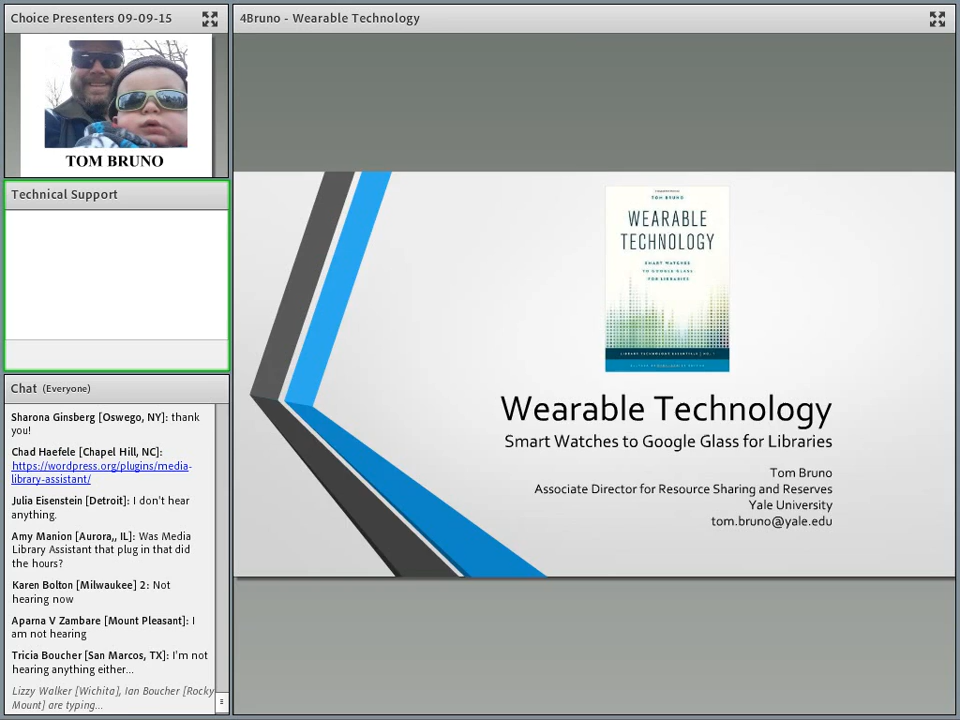 Choice Presenters 09-09-15
TOM BRUNO
Technical Support
Chat (Everyone)
Sharona Ginsberg [Oswego, NY]: thank
you!
Chad Haefele [Chapel Hill, NC]:
https://wordpress.org/plugins/media-
library-assistant/
Julia Eisenstein [Detroit]: I don't hear
anything.
Amy Manion [Aurora,, IL]: Was Media
Library Assistant that plug in that did
the hours?
Karen Bolton [Milwaukee] 2: Not
hearing now
Aparna V Zambare [Mount Pleasant]: I
am not hearing
Tricia Boucher [San Marcos, TX]: I'm not
hearing anything either...
Lizzy Walker [Wichita], Ian Boucher [Rocky
Mount] are typing...
4Bruno - Wearable Technology
TOM BRUNO
WEARABLE
TECHNOLOGY
SMART WATCHES
TO GOOGLE GLASS
FOR LIBRARIES
LIBRARY TECHNOLOGY ESSENTIALS
Wearable Technology
Smart Watches to Google Glass for Libraries
Tom Bruno
Associate Director for Resource Sharing and Reserves
Yale University
tom.bruno@yale.edu